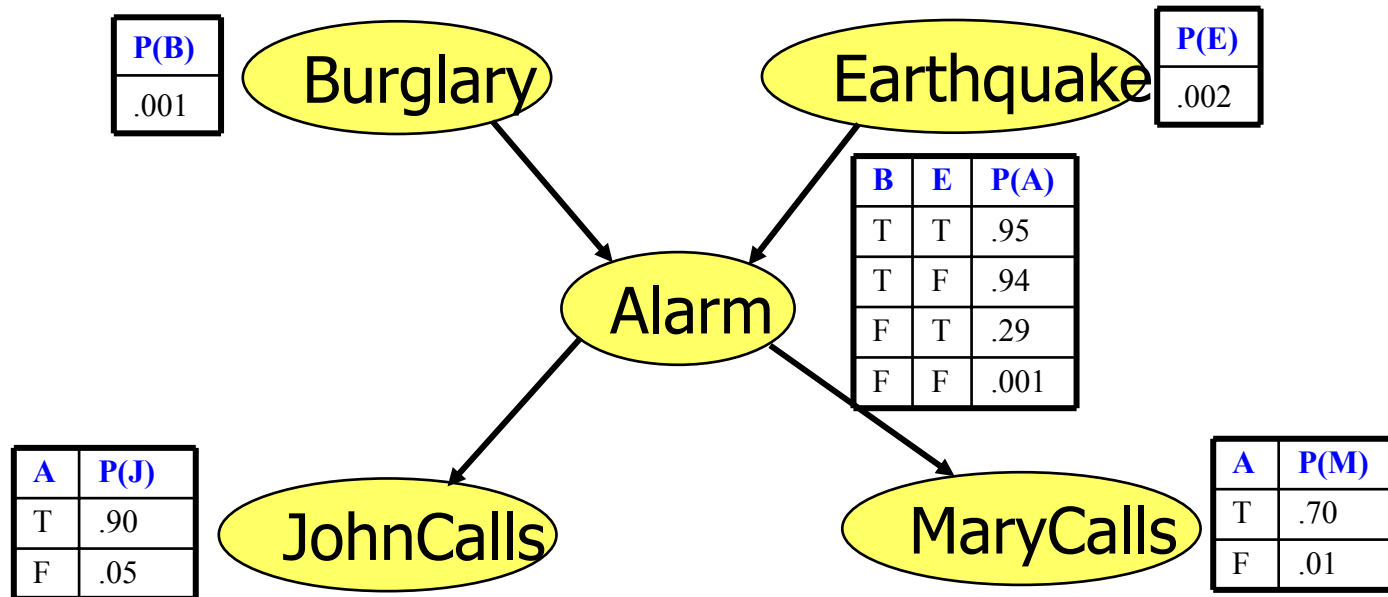 P(B)
.001
Burglary
Earthquake
P(E)
.002
B E P(A)
T T .95
T F .94
F T .29
F F .001
Alarm
A P(J)
T .90
F .05
JohnCalls
MaryCalls
A P(M)
T .70
F .01